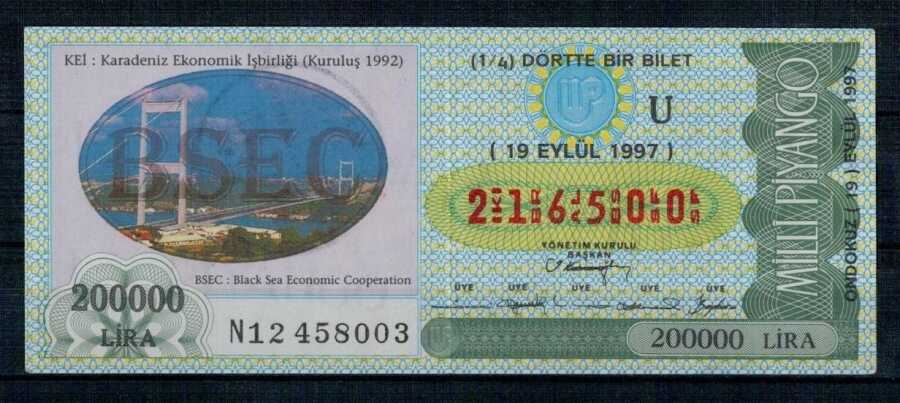 KEİ : Karadeniz Ekonomik İşbirliği (Kuruluş 1992)
BSEC
BSEC : Black Sea Economic Cooperation
200000
LİRA
N12 458003
(1/4) DÖRTTE BİR BİLET
MP
U
( 19 EYLÜL 1997 )
216500
YÖNETİM KURULU
BAŞKAN
ÜYE ÜYE ÜYE ÜYE ÜYE
200000 LİRA
MİLLİ PİYANGO
ONDOKUZ ( 19 ) EYLÜL 1997